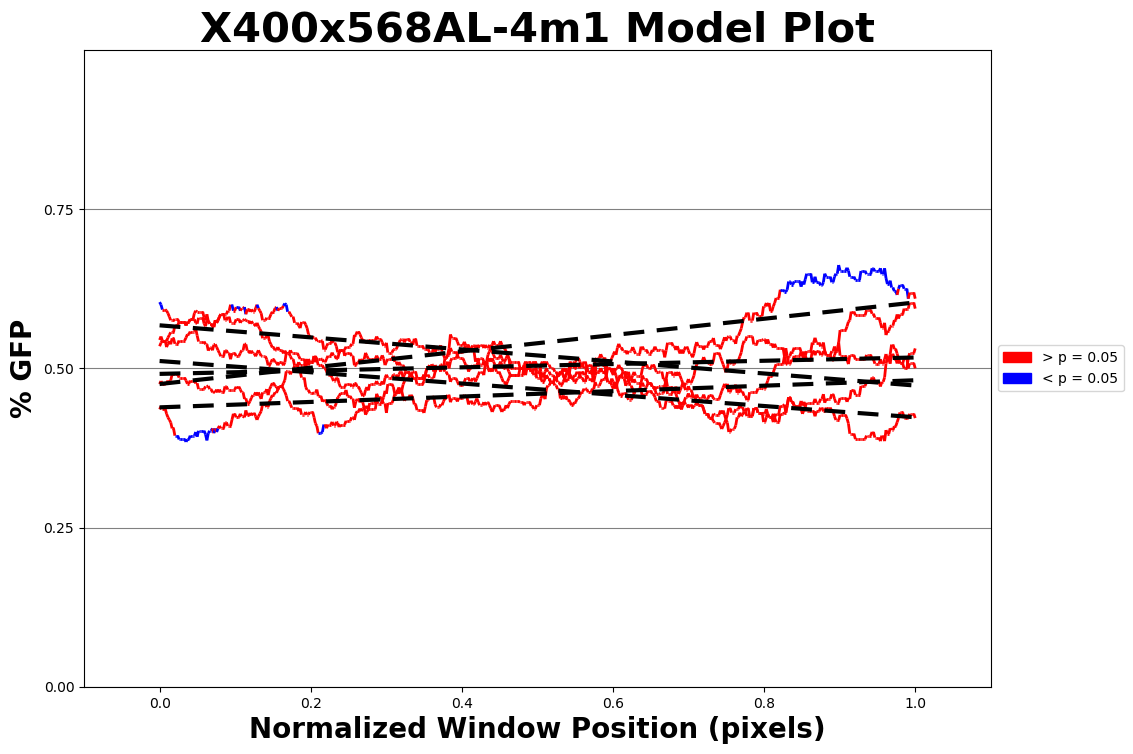 X400x568AL-4m1 Model Plot
% GFP
0.75
0.50
0.25
0.00
0.0 0.2 0.4 0.6 0.8 1.0
Normalized Window Position (pixels)
> p = 0.05
< p = 0.05